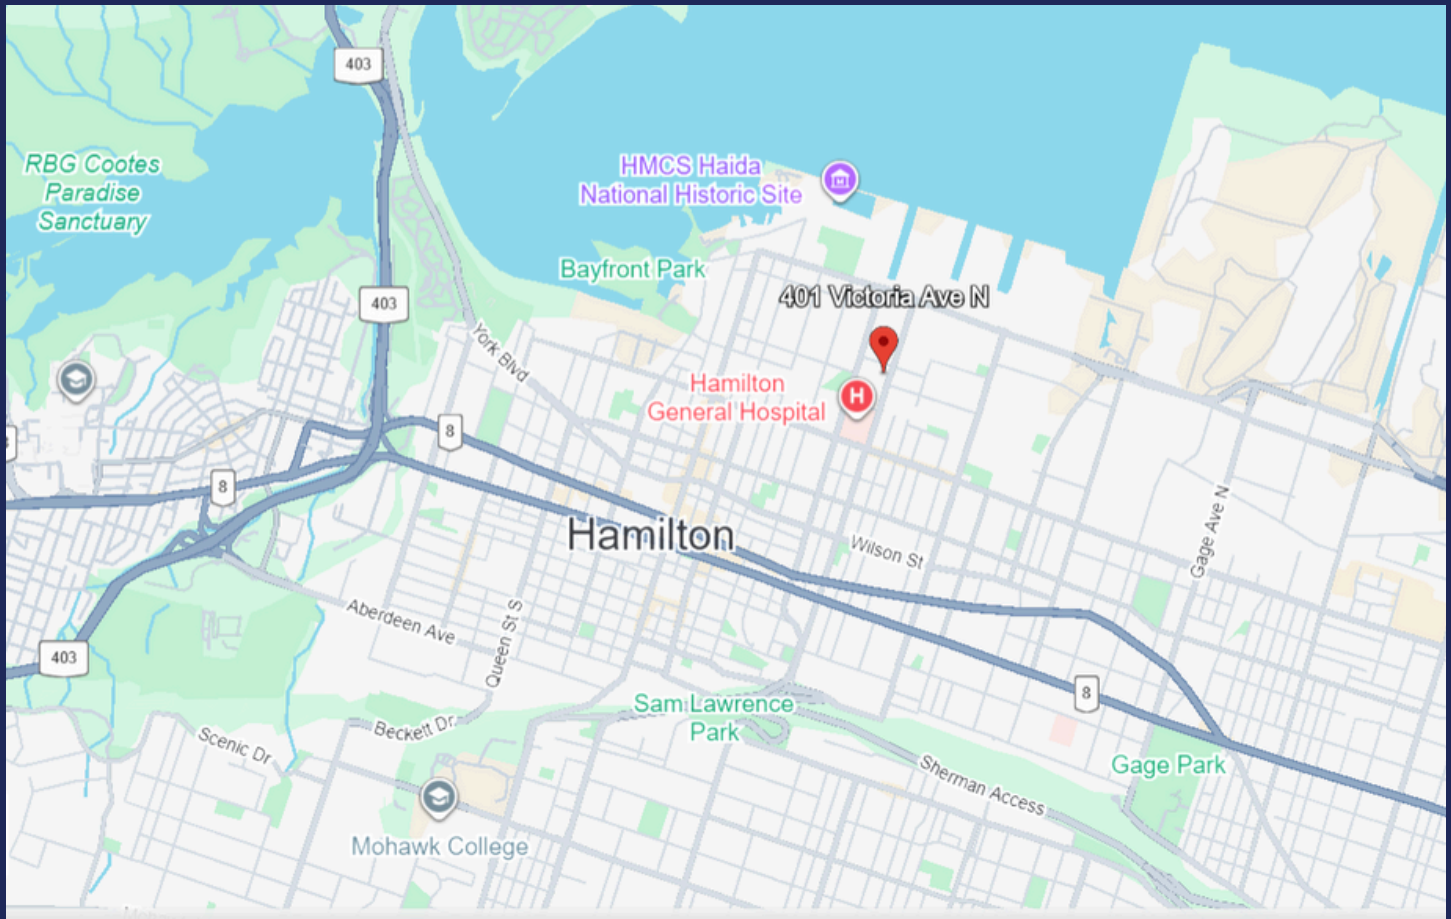 403
RBG Cootes
Paradise
Sanctuary
HMCS Haida
National Historic Site
Bayfront Park
401 Victoria Ave N
403
York Blvd
Hamilton
General Hospital
H
8
8
Gage Ave N
Hamilton
Wilson St
Aberdeen Ave
Queen St S
403
8
Sam Lawrence
Park
Beckett Dr
Scenic Dr
Gage Park
Sherman Access
Mohawk College